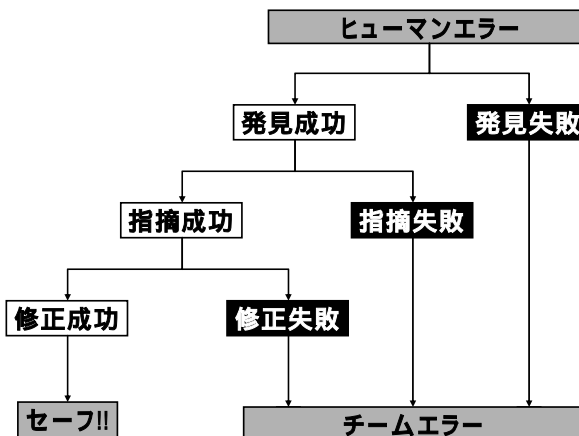 ヒューマンエラー
発見成功
発見失敗
指摘成功
指摘失敗
修正成功
修正失敗
セーフ!!
チームエラー